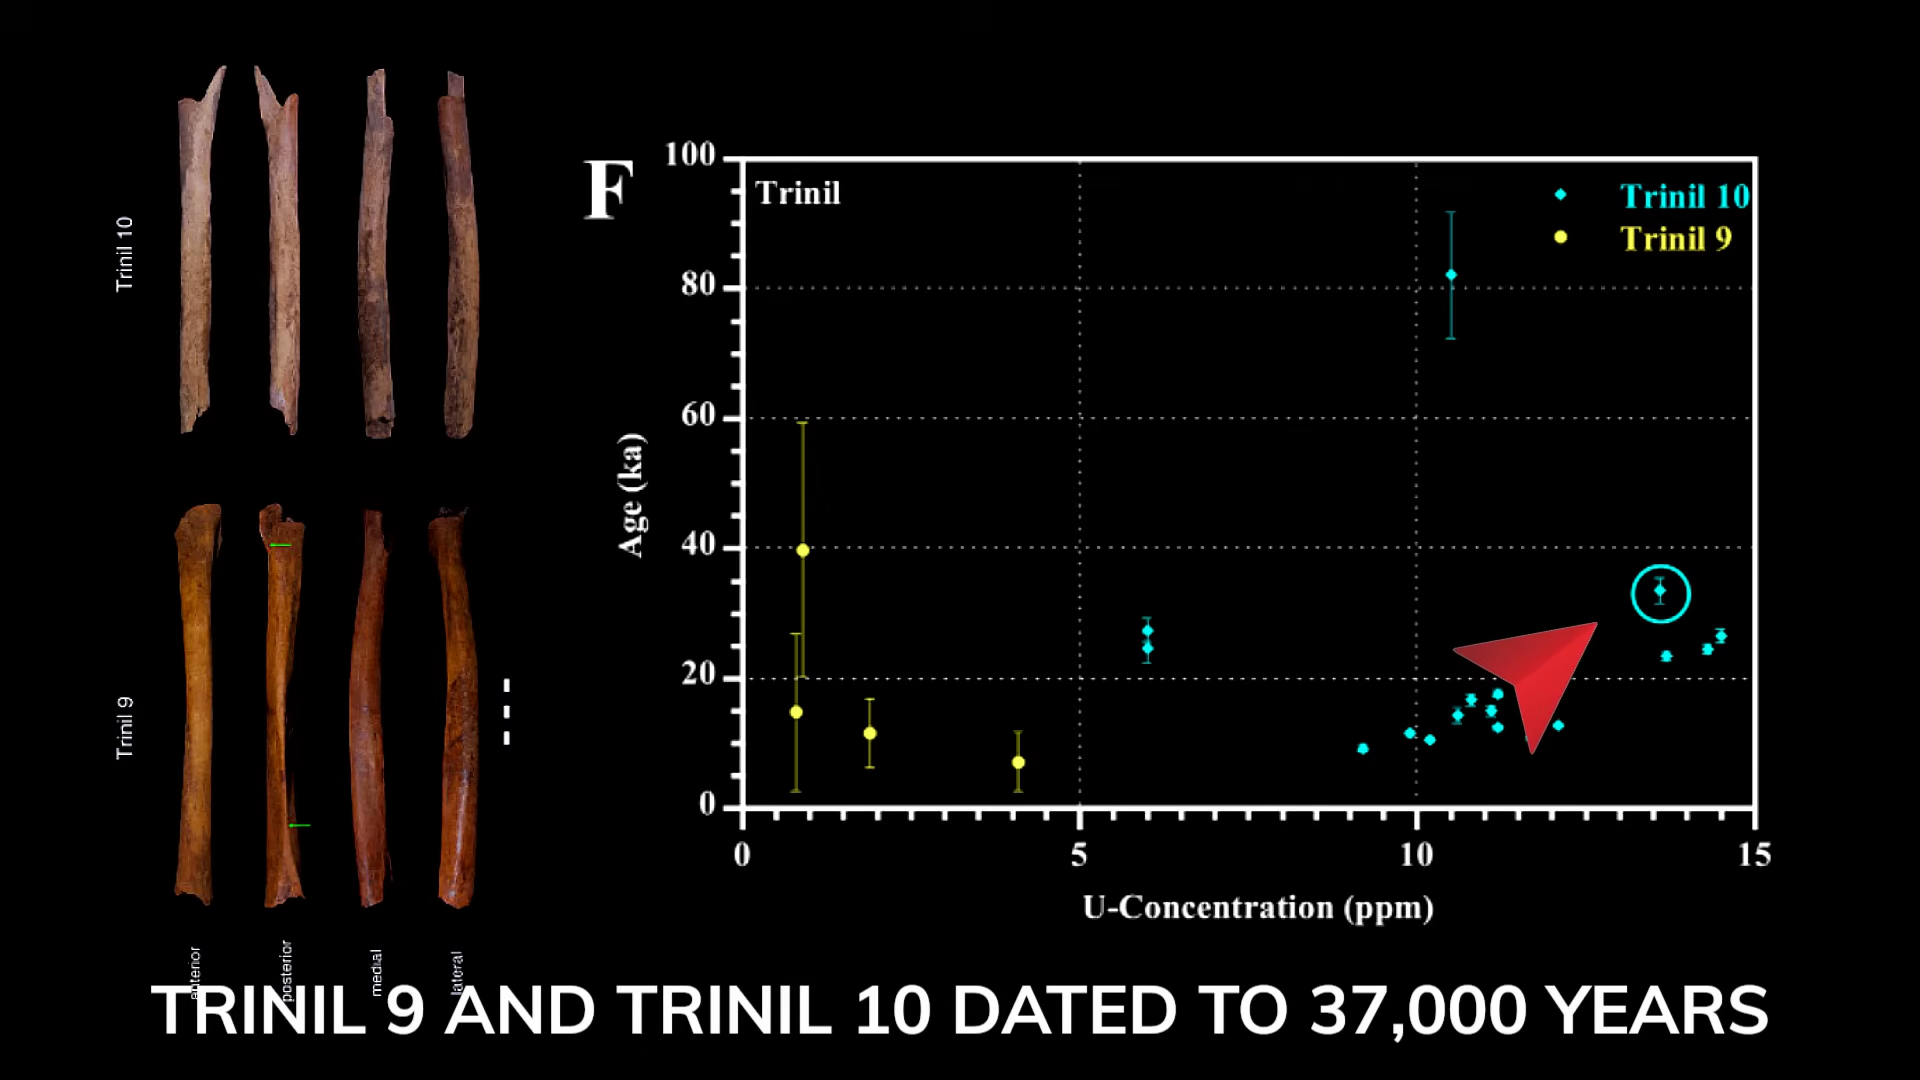 Trinil 10
Trinil 9
anterior
posterior
medial
lateral
F
Trinil
Trinil 10
Trinil 9
100
80
60
40
20
0
Age (ka)
0 5 10 15
U-Concentration (ppm)
TRINIL 9 AND TRINIL 10 DATED TO 37,000 YEARS